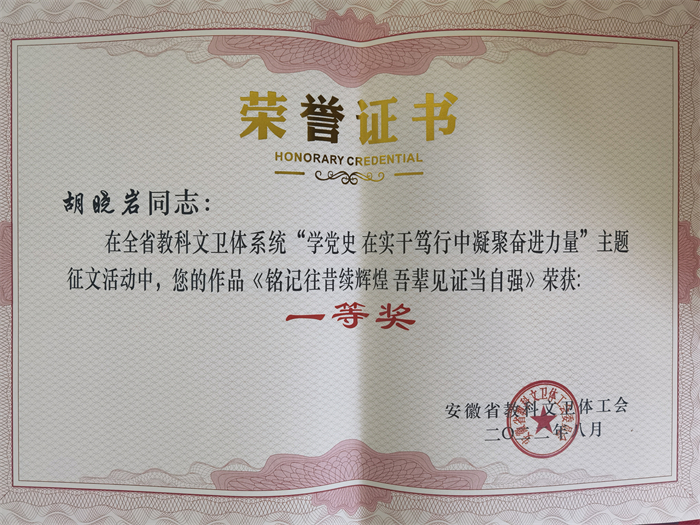 荣誉证书
HONORARY CREDENTIAL
胡晓岩同志：
在全省教科文卫体系统“学党史 在实干笃行中凝聚奋进力量”主题
征文活动中，您的作品《铭记往昔续辉煌 吾辈见证当自强》荣获：
一等奖
安徽省教科文卫体工会
二〇二二年八月